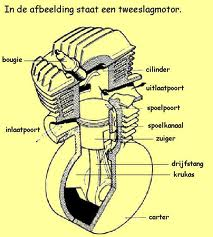 In de afbeelding staat een tweeslagmotor.
bougie
cilinder
uitlaatpoort
spoelpoort
spoelkanaal
inlaatpoort
zuiger
drijfstang
krukas
carter